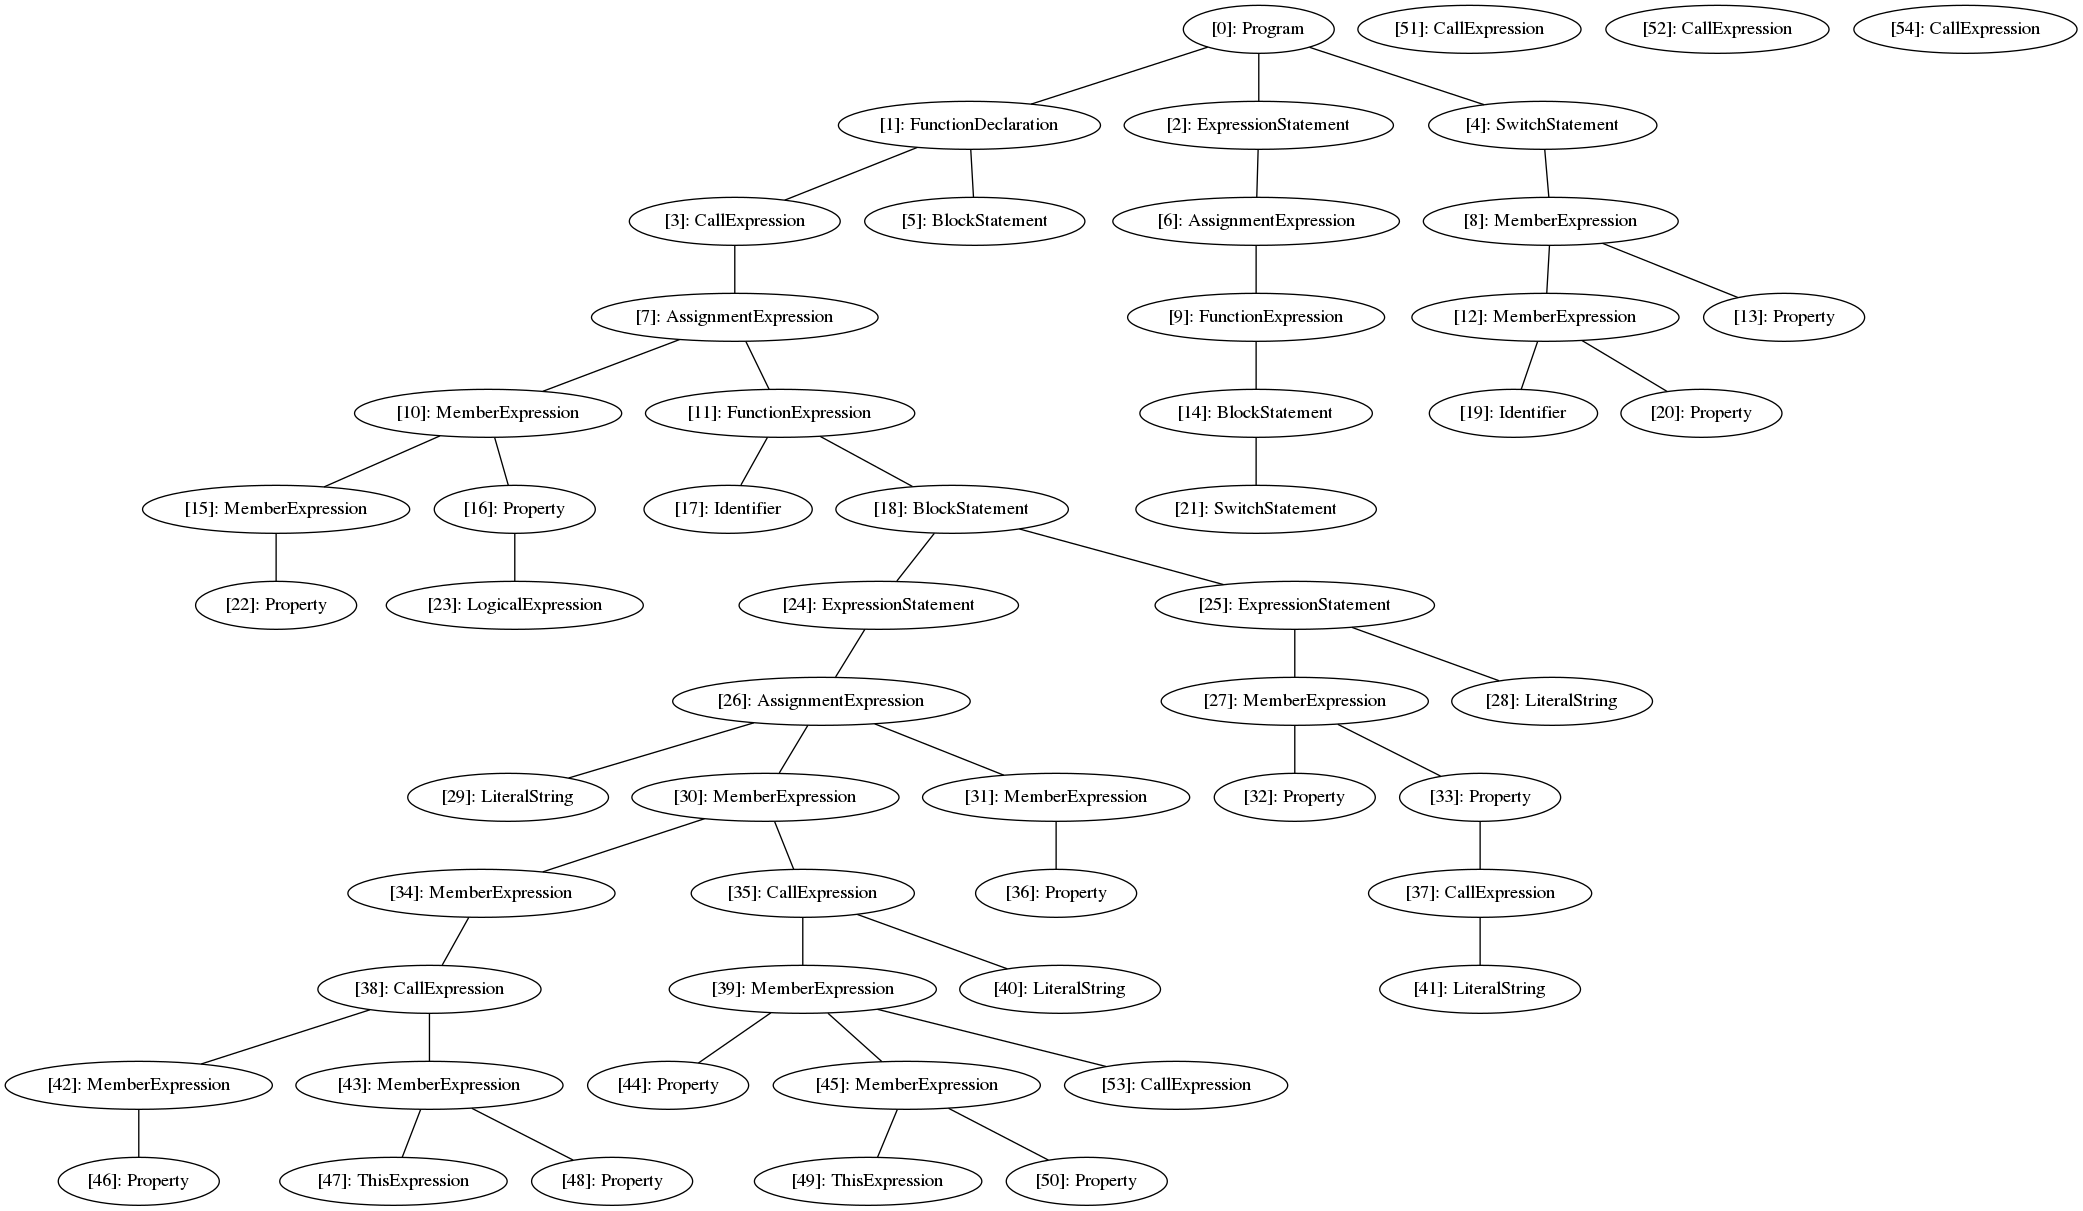 [0]: Program [51]: CallExpression [52]: CallExpression [54]: CallExpression
[1]: FunctionDeclaration [2]: ExpressionStatement [4]: SwitchStatement
[3]: CallExpression [5]: BlockStatement [6]: AssignmentExpression [8]: MemberExpression
[7]: AssignmentExpression [9]: FunctionExpression [12]: MemberExpression [13]: Property
[10]: MemberExpression [11]: FunctionExpression [14]: BlockStatement [19]: Identifier [20]: Property
[15]: MemberExpression [16]: Property [17]: Identifier [18]: BlockStatement [21]: SwitchStatement
[22]: Property [23]: LogicalExpression [24]: ExpressionStatement [25]: ExpressionStatement
[26]: AssignmentExpression [27]: MemberExpression [28]: LiteralString
[29]: LiteralString [30]: MemberExpression [31]: MemberExpression [32]: Property [33]: Property
[34]: MemberExpression [35]: CallExpression [36]: Property [37]: CallExpression
[38]: CallExpression [39]: MemberExpression [40]: LiteralString [41]: LiteralString
[42]: MemberExpression [43]: MemberExpression [44]: Property [45]: MemberExpression [53]: CallExpression
[46]: Property [47]: ThisExpression [48]: Property [49]: ThisExpression [50]: Property